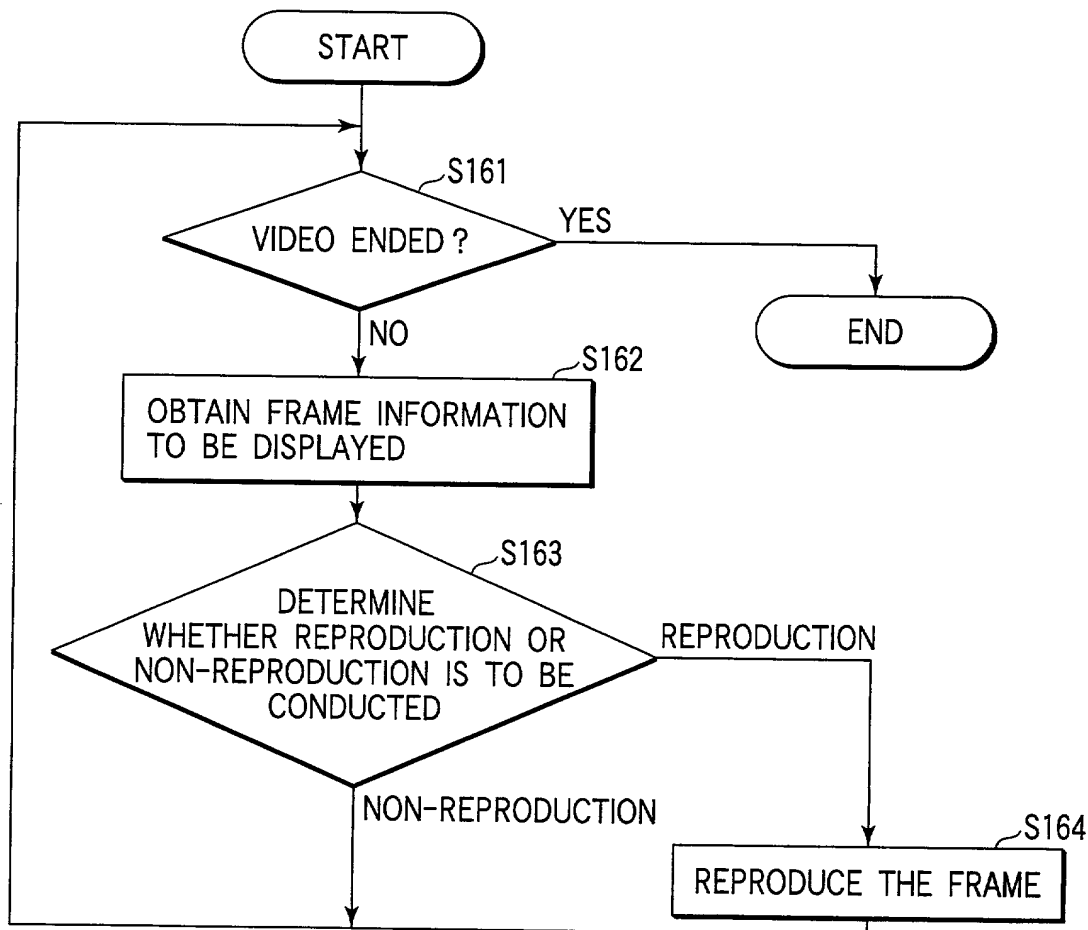 START
S161
VIDEO ENDED?
YES
END
NO
S162
OBTAIN FRAME INFORMATION
TO BE DISPLAYED
S163
DETERMINE
WHETHER REPRODUCTION OR
NON-REPRODUCTION IS TO BE
CONDUCTED
REPRODUCTION
NON-REPRODUCTION
S164
REPRODUCE THE FRAME